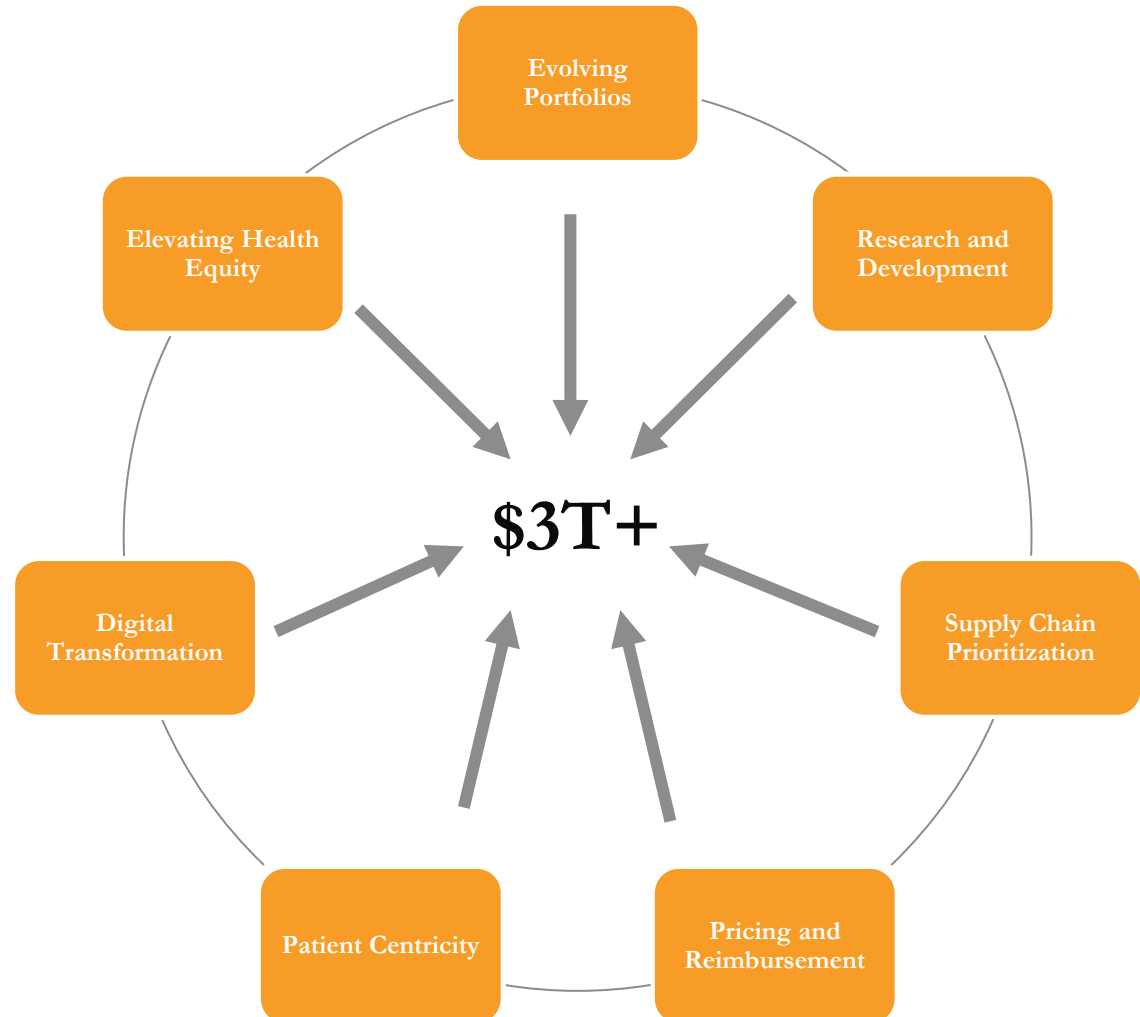 Evolving
Portfolios
Elevating Health
Equity
Research and
Development
$3T+
Digital
Transformation
Supply Chain
Prioritization
Patient Centricity
Pricing and
Reimbursement